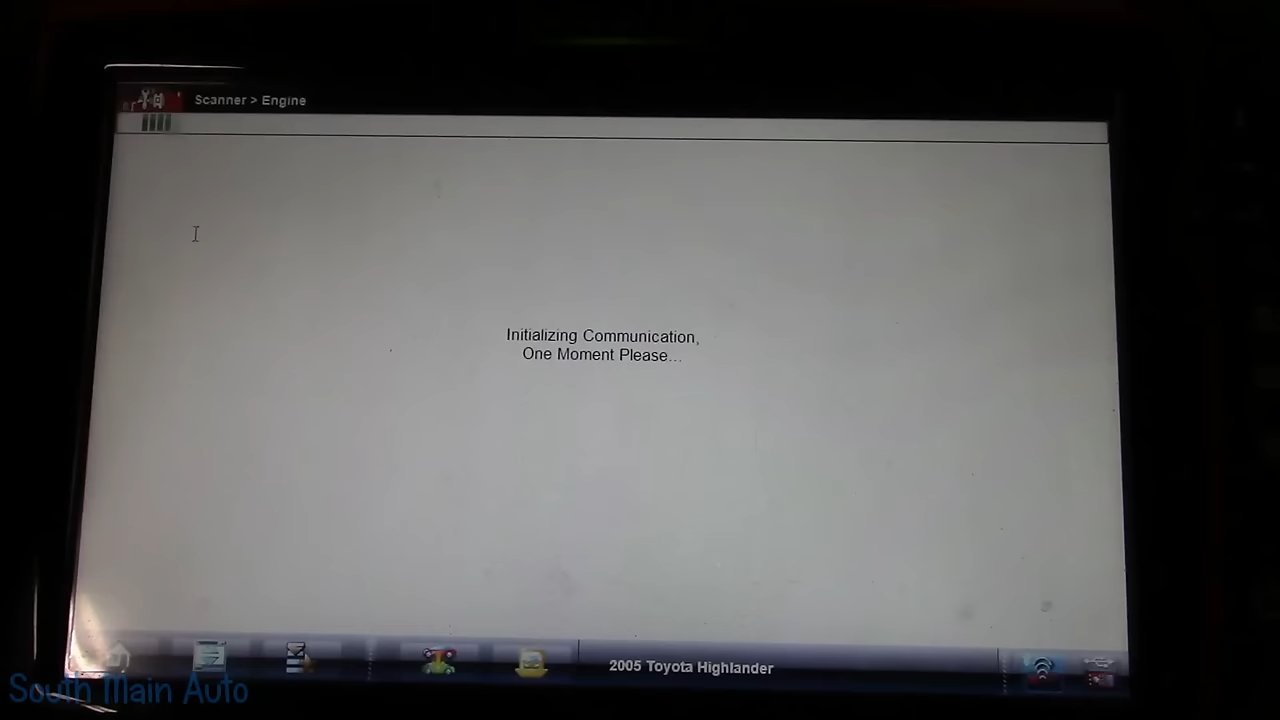 Scanner > Engine
Initializing Communication,
One Moment Please...
2005 Toyota Highlander
South Main Auto